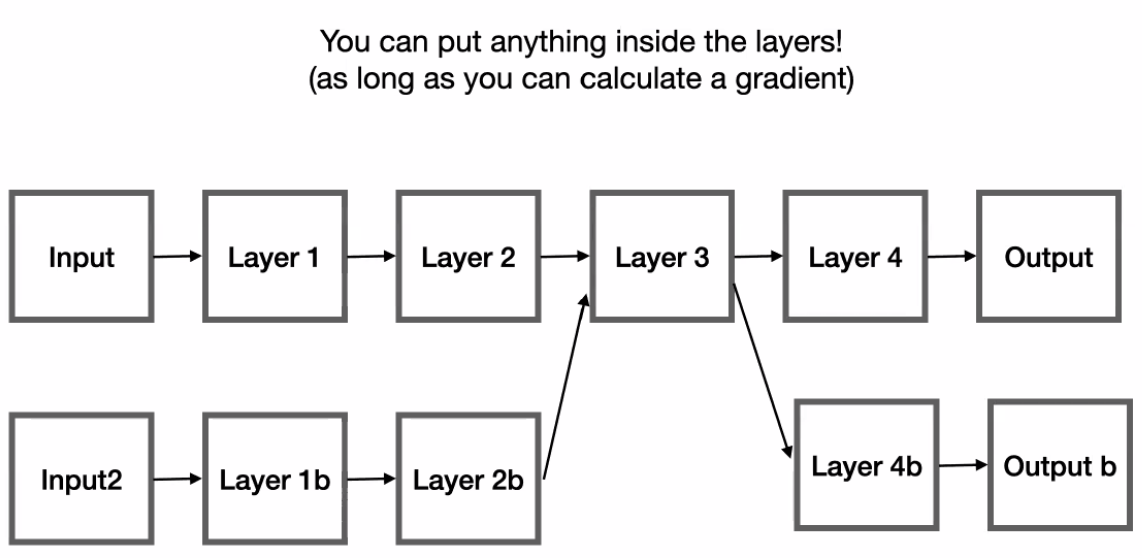 You can put anything inside the layers!
(as long as you can calculate a gradient)
Input
Layer 1
Layer 2
Layer 3
Layer 4
Output
Input2
Layer 1b
Layer 2b
Layer 4b
Output b